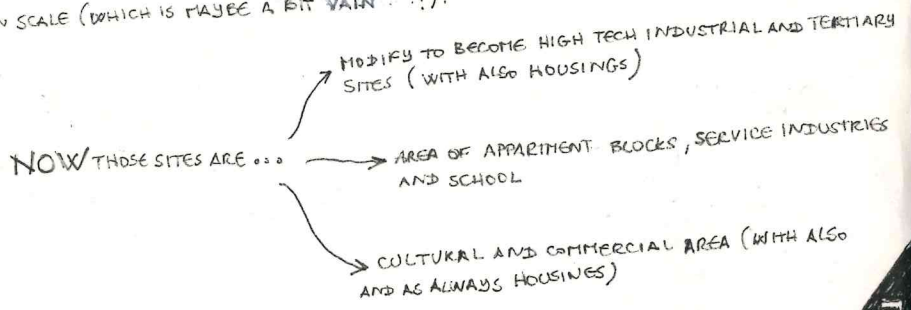 SCALE (WHICH IS MAYBE A BIT VAIN ...!).
MODIFY TO BECOME HIGH TECH INDUSTRIAL AND TERTIARY
SITES (WITH ALSO HOUSINGS)
NOW THOSE SITES ARE ...
AREA OF APPARTMENT BLOCKS, SERVICE INDUSTRIES
AND SCHOOL
CULTURAL AND COMMERCIAL AREA (WITH ALSO
AND AS ALWAYS HOUSINGS)